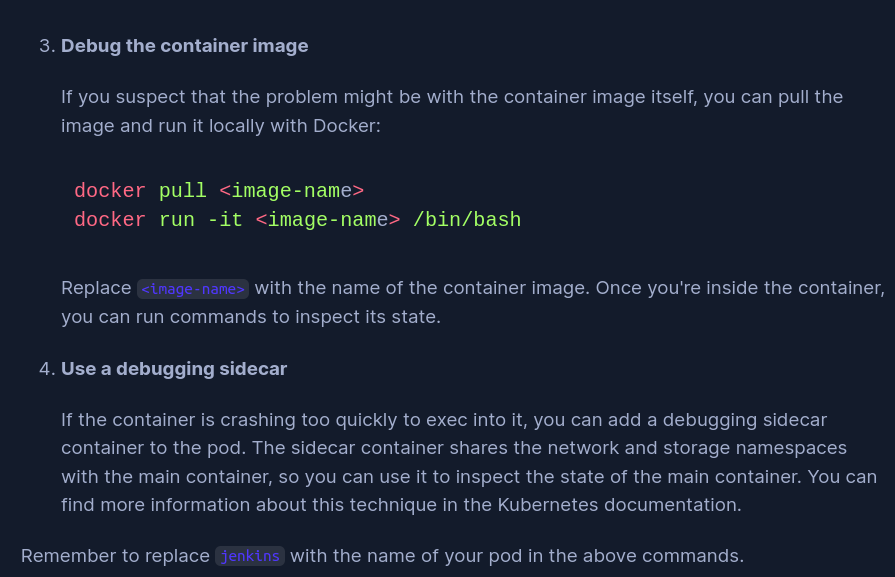 3. Debug the container image
If you suspect that the problem might be with the container image itself, you can pull the
image and run it locally with Docker:
docker pull <image-name>
docker run -it <image-name> /bin/bash
Replace <image-name> with the name of the container image. Once you're inside the container,
you can run commands to inspect its state.
4. Use a debugging sidecar
If the container is crashing too quickly to exec into it, you can add a debugging sidecar
container to the pod. The sidecar container shares the network and storage namespaces
with the main container, so you can use it to inspect the state of the main container. You can
find more information about this technique in the Kubernetes documentation.
Remember to replace jenkins with the name of your pod in the above commands.